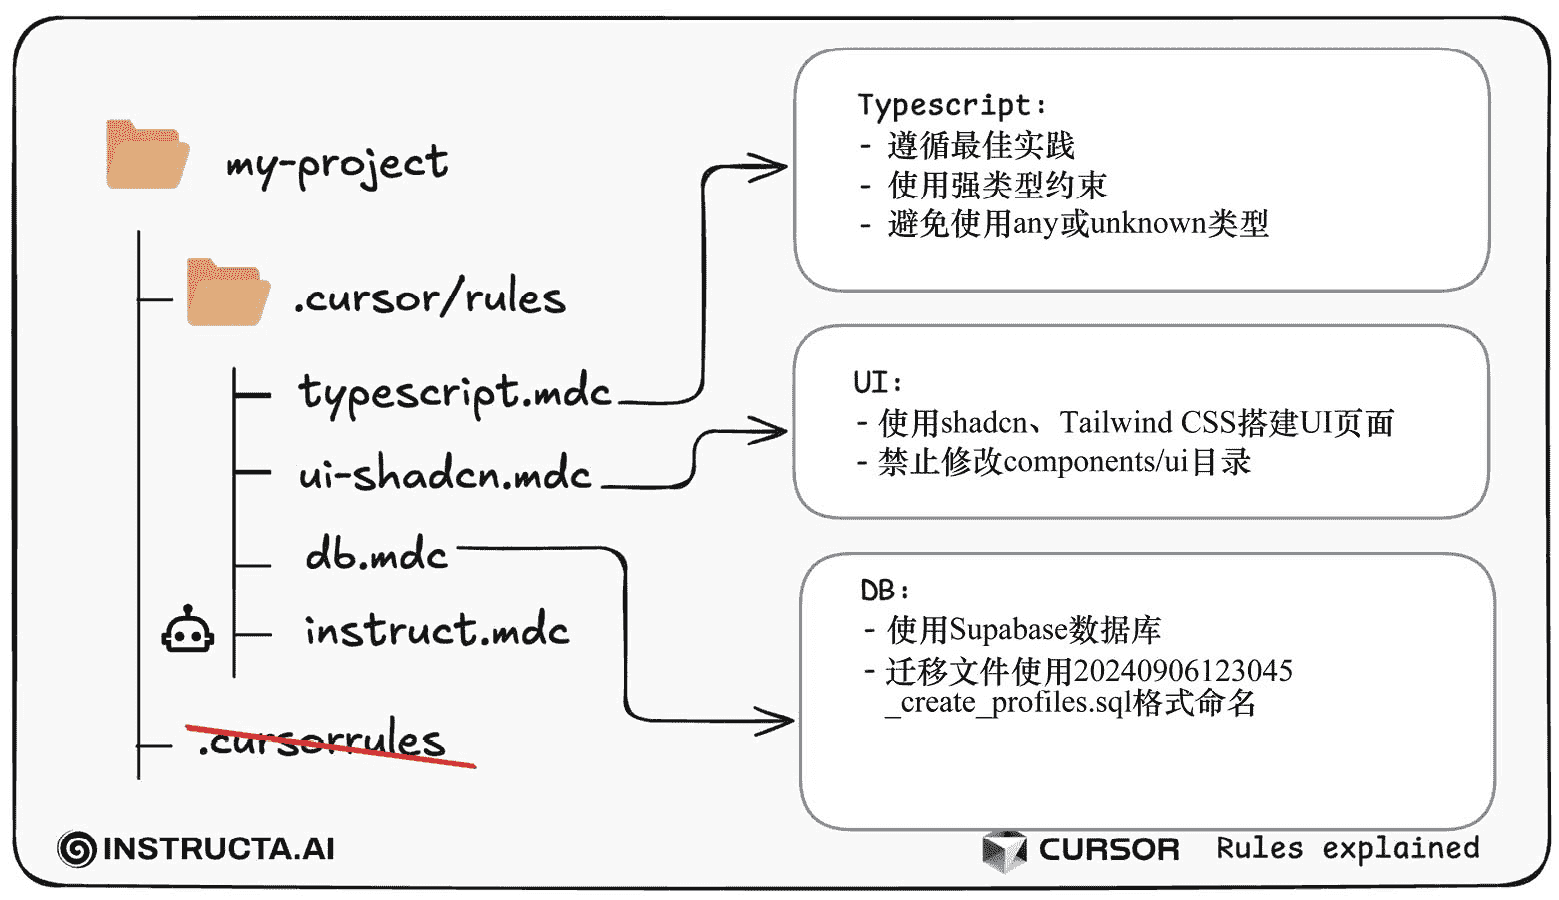 my-project
.cursor/rules
typescript.mdc
ui-shadcn.mdc
db.mdc
instruct.mdc
.cursorrules
Typescript:
- 遵循最佳实践
- 使用强类型约束
- 避免使用any或unknown类型
UI:
- 使用shadcn、Tailwind CSS搭建UI页面
- 禁止修改components/ui目录
DB:
- 使用Supabase数据库
- 迁移文件使用20240906123045
_create_profiles.sql格式命名
INSTRUCTA.AI
CURSOR Rules explained